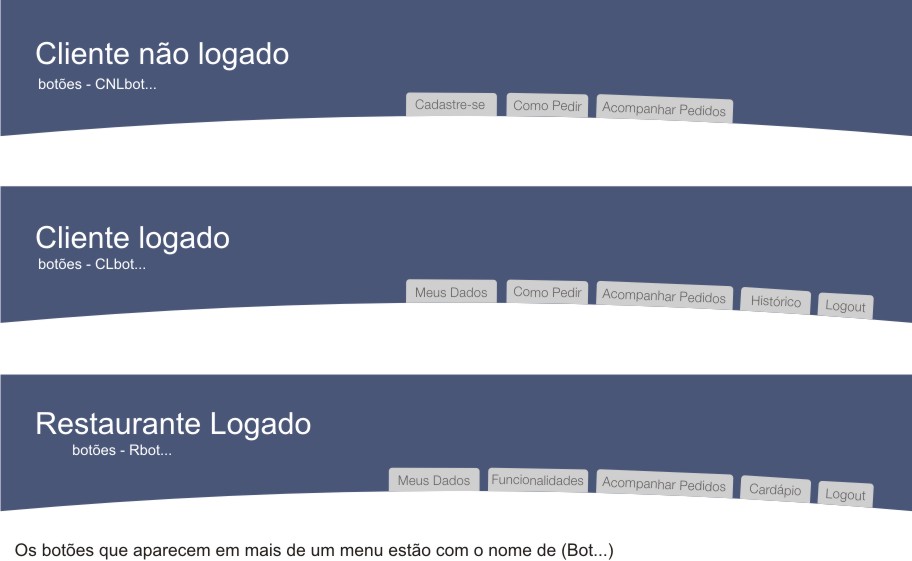 Cliente não logado
botões - CNLbot...
Cadastre-se Como Pedir Acompanhar Pedidos
Cliente logado
botões - CLbot...
Meus Dados Como Pedir Acompanhar Pedidos Histórico Logout
Restaurante Logado
botões - Rbot...
Meus Dados Funcionalidades Acompanhar Pedidos Cardápio Logout
Os botões que aparecem em mais de um menu estão com o nome de (Bot...)